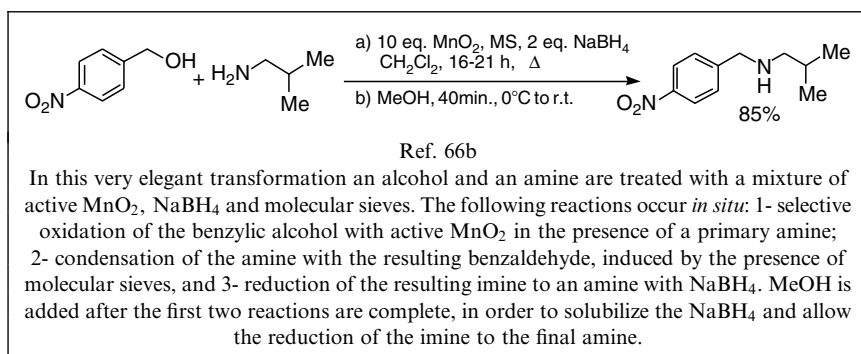 a) 10 eq. MnO₂, MS, 2 eq. NaBH₄
CH₂Cl₂, 16-21 h, Δ
b) MeOH, 40min., 0°C to r.t.
OH
+
H₂N
Me
Me
O₂N
O₂N
N
H
Me
Me
85%
Ref. 66b
In this very elegant transformation an alcohol and an amine are treated with a mixture of
active MnO₂, NaBH₄ and molecular sieves. The following reactions occur in situ: 1- selective
oxidation of the benzylic alcohol with active MnO₂ in the presence of a primary amine;
2- condensation of the amine with the resulting benzaldehyde, induced by the presence of
molecular sieves, and 3- reduction of the resulting imine to an amine with NaBH₄. MeOH is
added after the first two reactions are complete, in order to solubilize the NaBH₄ and allow
the reduction of the imine to the final amine.